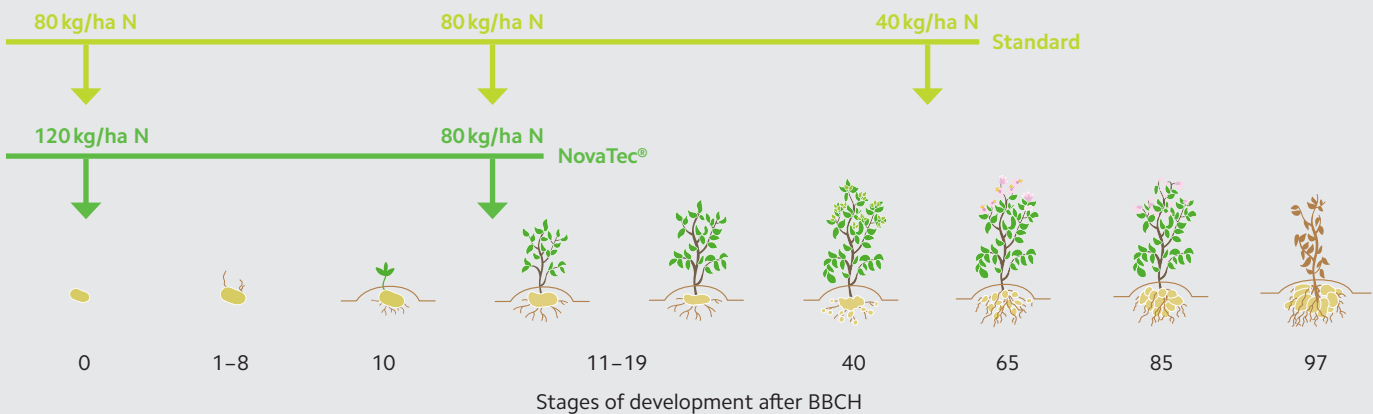 80 kg/ha N 80 kg/ha N 40 kg/ha N
Standard
120 kg/ha N 80 kg/ha N
NovaTec®
0 1–8 10 11–19 40 65 85 97
Stages of development after BBCH